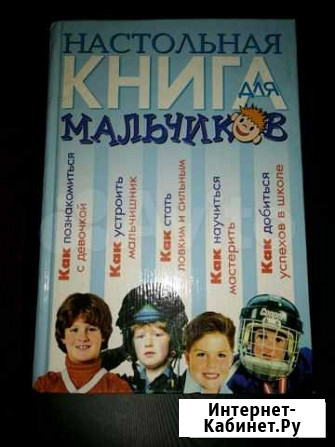 НАСТОЛЬНАЯ
КНИГА ДЛЯ
МАЛЬЧИКОВ
Как познакомиться
с девочкой
Как устроить
мальчишник
Как стать
ловким и сильным
Как научиться
мастерить
Как добиться
успехов в школе
Интернет-
Кабинет.Ру